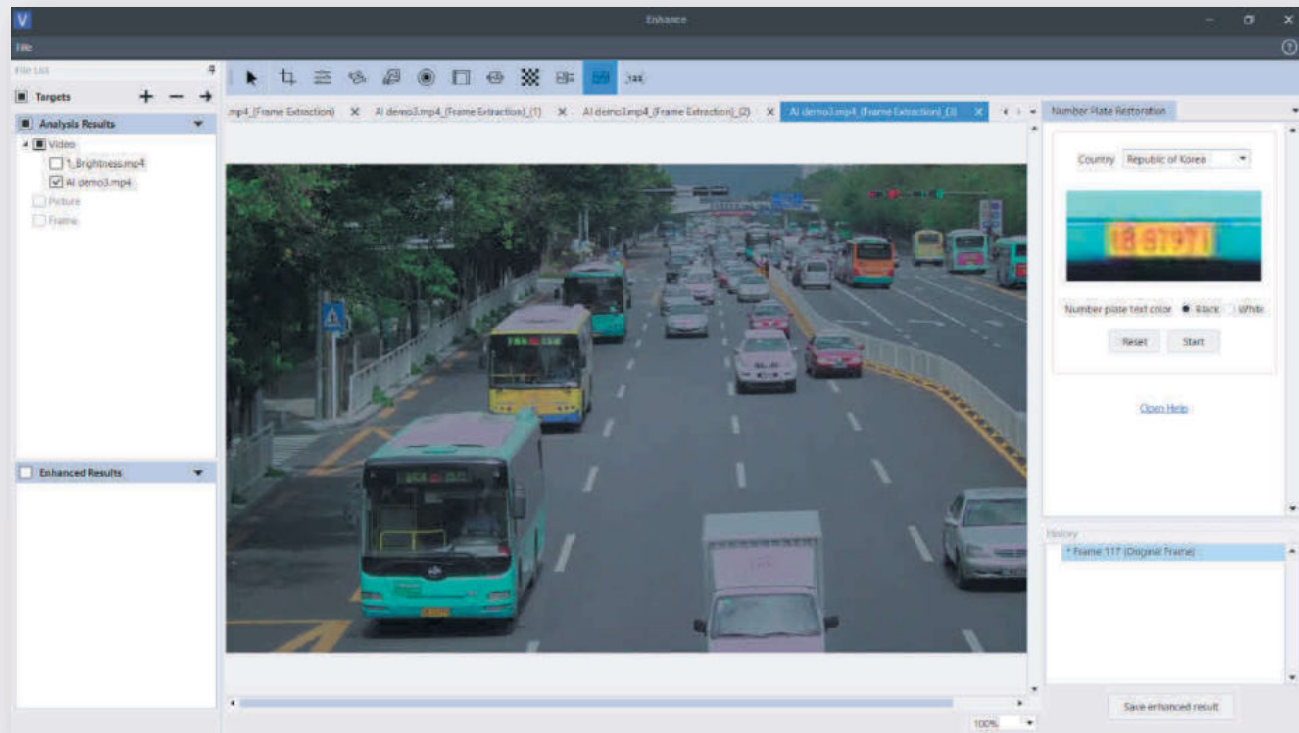 V
Enhance
File
File List
Targets
Analysis Results
Video
1_Brightness.mp4
AI demo3.mp4
Picture
Frame
Enhanced Results
.mp4_(Frame Extraction)
AI demo3.mp4_(Frame Extraction)_(1)
AI demo3.mp4_(Frame Extraction)_(2)
AI demo3.mp4_(Frame Extraction)_(3)
100%
Number Plate Restoration
Country
Republic of Korea
Number plate text color
Black
White
Reset
Start
Open Help
History
* Frame 117 (Original Frame)
Save enhanced result